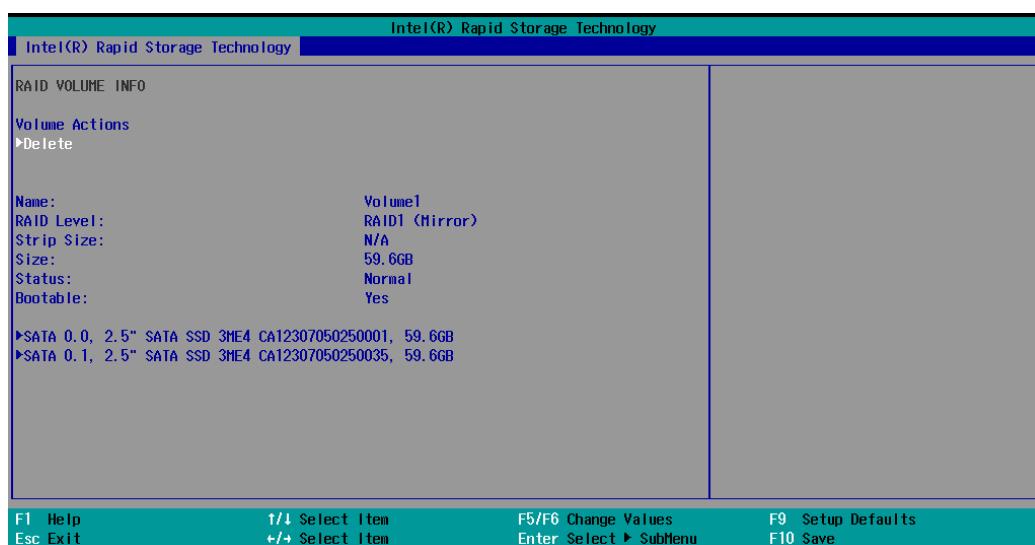 Intel(R) Rapid Storage Technology
Intel(R) Rapid Storage Technology
RAID VOLUME INFO
Volume Actions
▶Delete
Name: Volume1
RAID Level: RAID1 (Mirror)
Strip Size: N/A
Size: 59.6GB
Status: Normal
Bootable: Yes
▶SATA 0.0, 2.5" SATA SSD 3ME4 CA12307050250001, 59.6GB
▶SATA 0.1, 2.5" SATA SSD 3ME4 CA12307050250035, 59.6GB
F1 Help ↑/↓ Select Item F5/F6 Change Values F9 Setup Defaults
Esc Exit ←/→ Select Item Enter Select ▶ SubMenu F10 Save